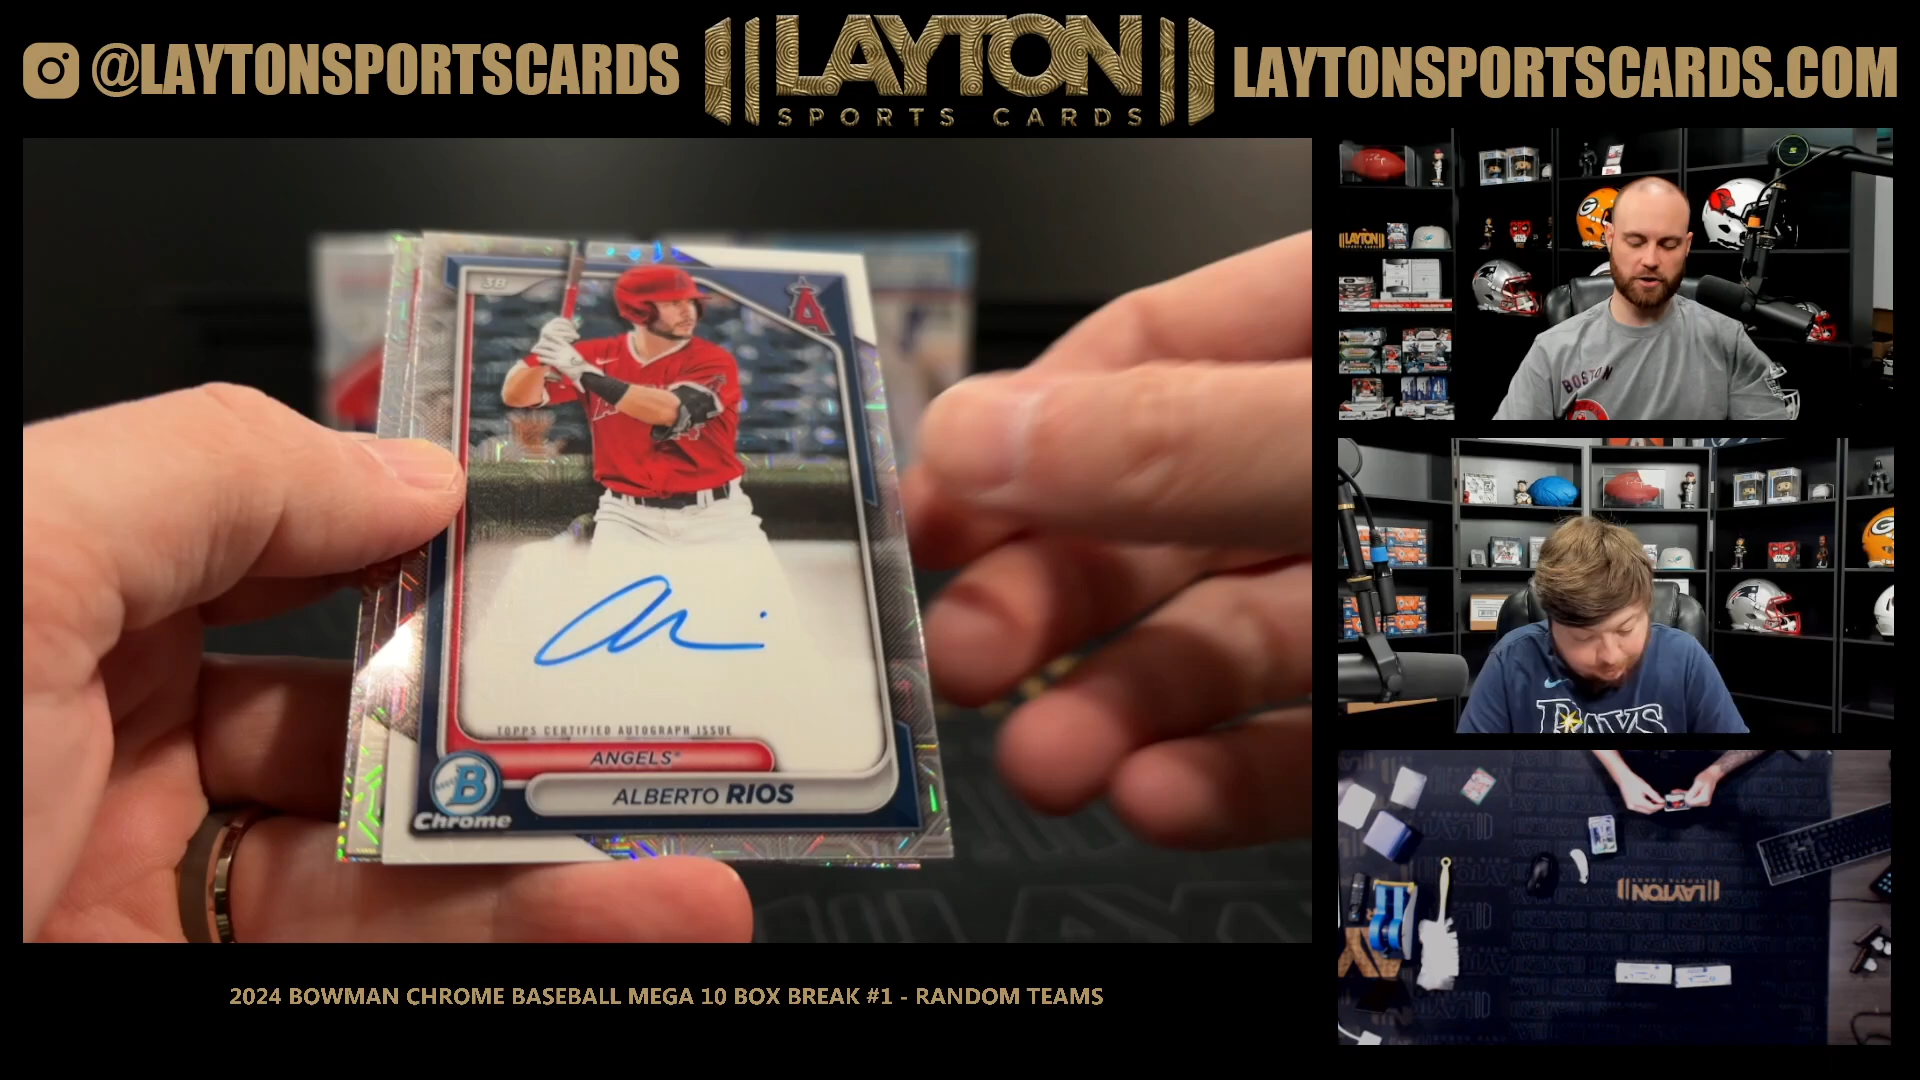 @LAYTONSPORTSCARDS
LAYTON
SPORTS CARDS
LAYTONSPORTSCARDS.COM
3B
A
TOPPS CERTIFIED AUTOGRAPH ISSUE
ANGELS
B
Chrome
ALBERTO RIOS
BOSTON
RAYS
LAYTON
LAYTON
2024 BOWMAN CHROME BASEBALL MEGA 10 BOX BREAK #1 - RANDOM TEAMS